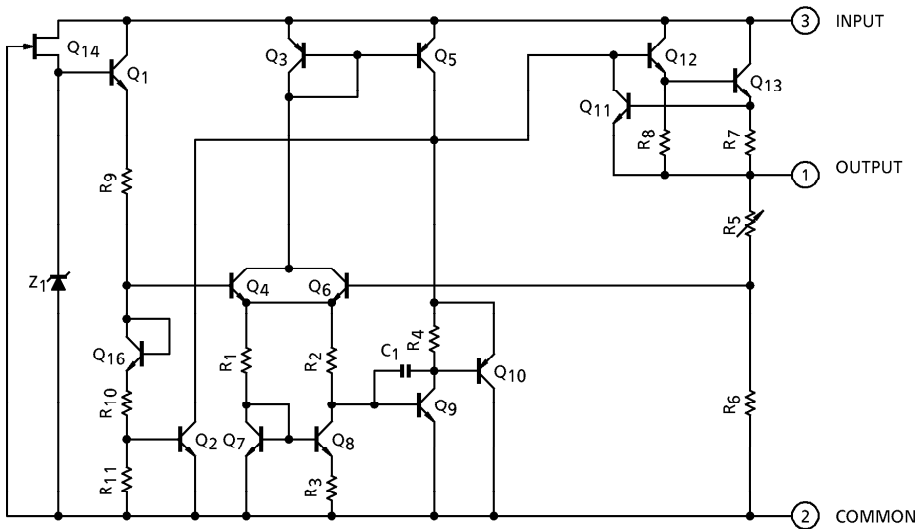 3 INPUT
Q14
Q1
Q3
Q5
Q12
Q13
Q11
R8
R7
1 OUTPUT
R9
R5
Z1
Q4
Q6
Q16
R1
R2
C1
R4
Q10
R10
Q9
R6
Q2
Q7
Q8
R11
R3
2 COMMON